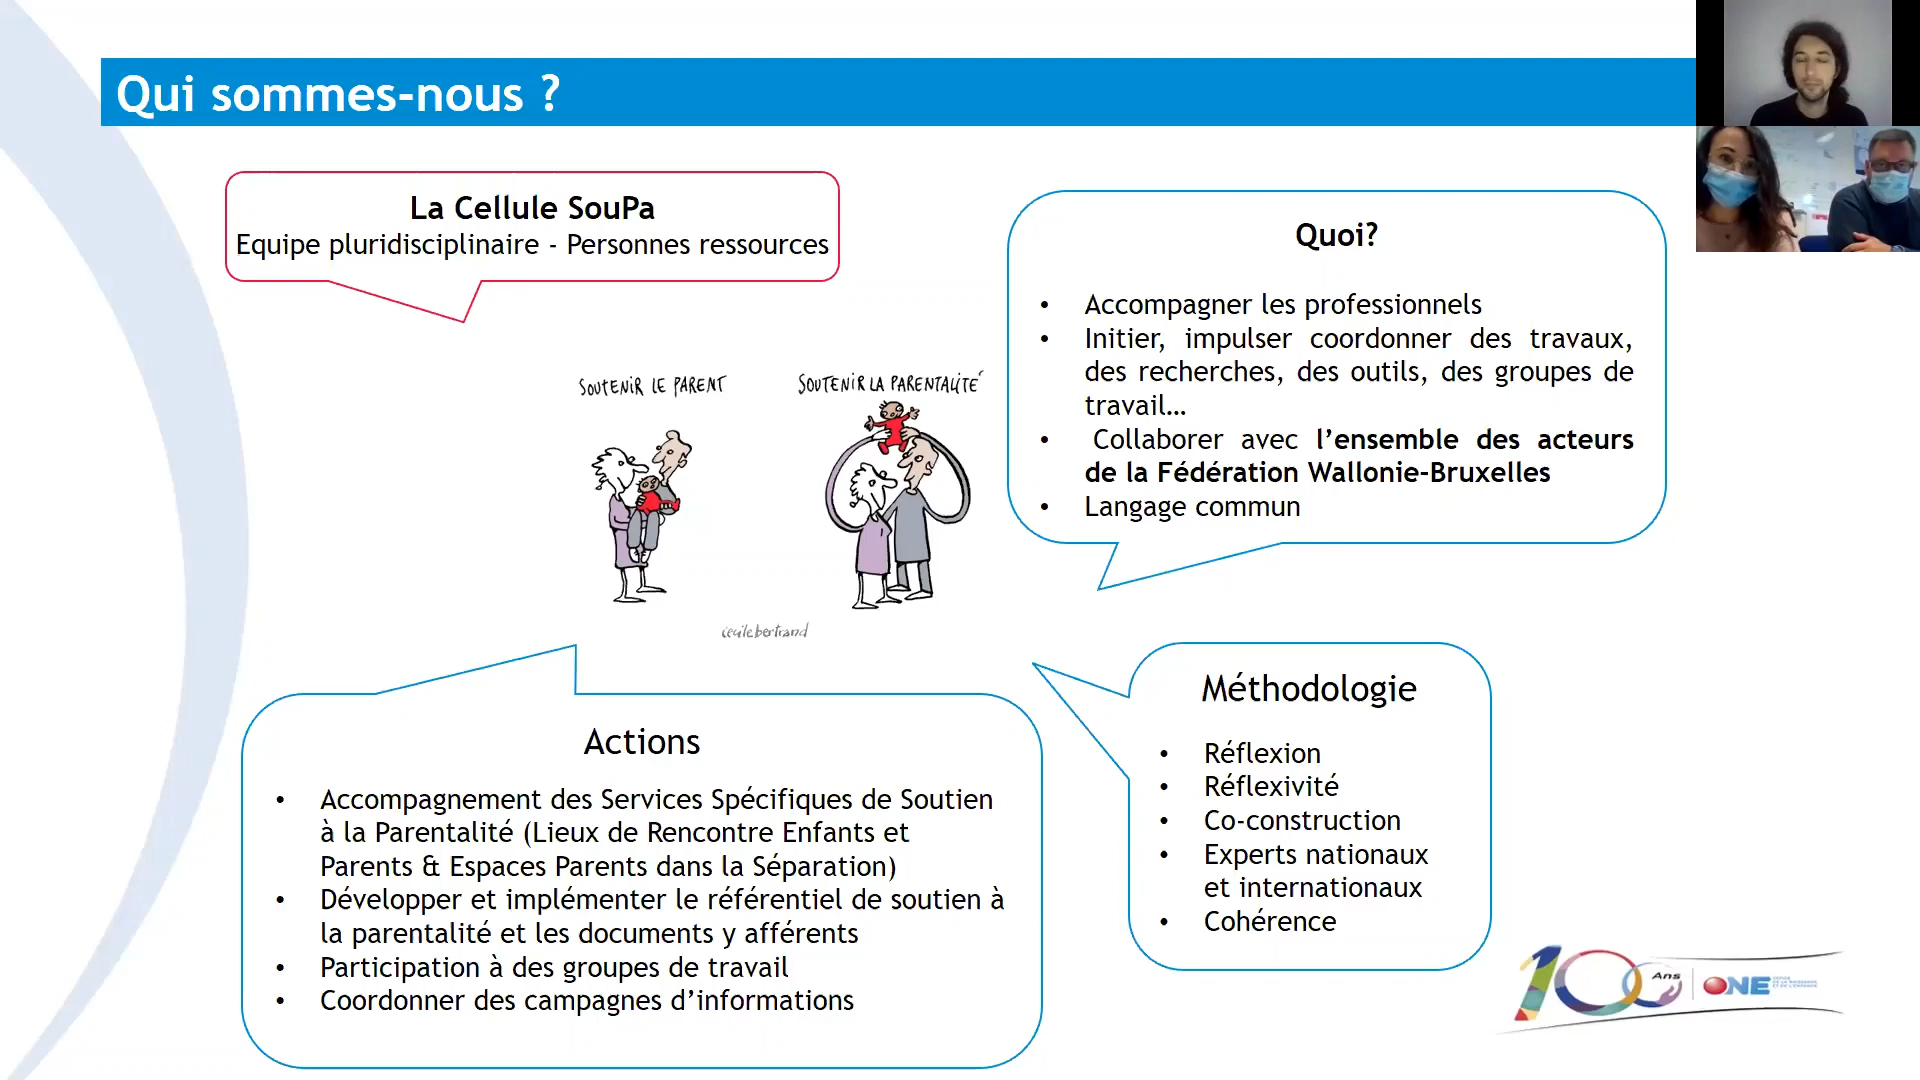 Qui sommes-nous ?
La Cellule SouPa
Equipe pluridisciplinaire - Personnes ressources
SOUTENIR LE PARENT
SOUTENIR LA PARENTALITÉ
cecile bertrand
Quoi?
• Accompagner les professionnels
• Initier, impulser coordonner des travaux,
des recherches, des outils, des groupes de
travail…
• Collaborer avec l’ensemble des acteurs
de la Fédération Wallonie-Bruxelles
• Langage commun
Actions
• Accompagnement des Services Spécifiques de Soutien
à la Parentalité (Lieux de Rencontre Enfants et
Parents & Espaces Parents dans la Séparation)
• Développer et implémenter le référentiel de soutien à
la parentalité et les documents y afférents
• Participation à des groupes de travail
• Coordonner des campagnes d’informations
Méthodologie
• Réflexion
• Réflexivité
• Co-construction
• Experts nationaux
et internationaux
• Cohérence
100 Ans
ONE